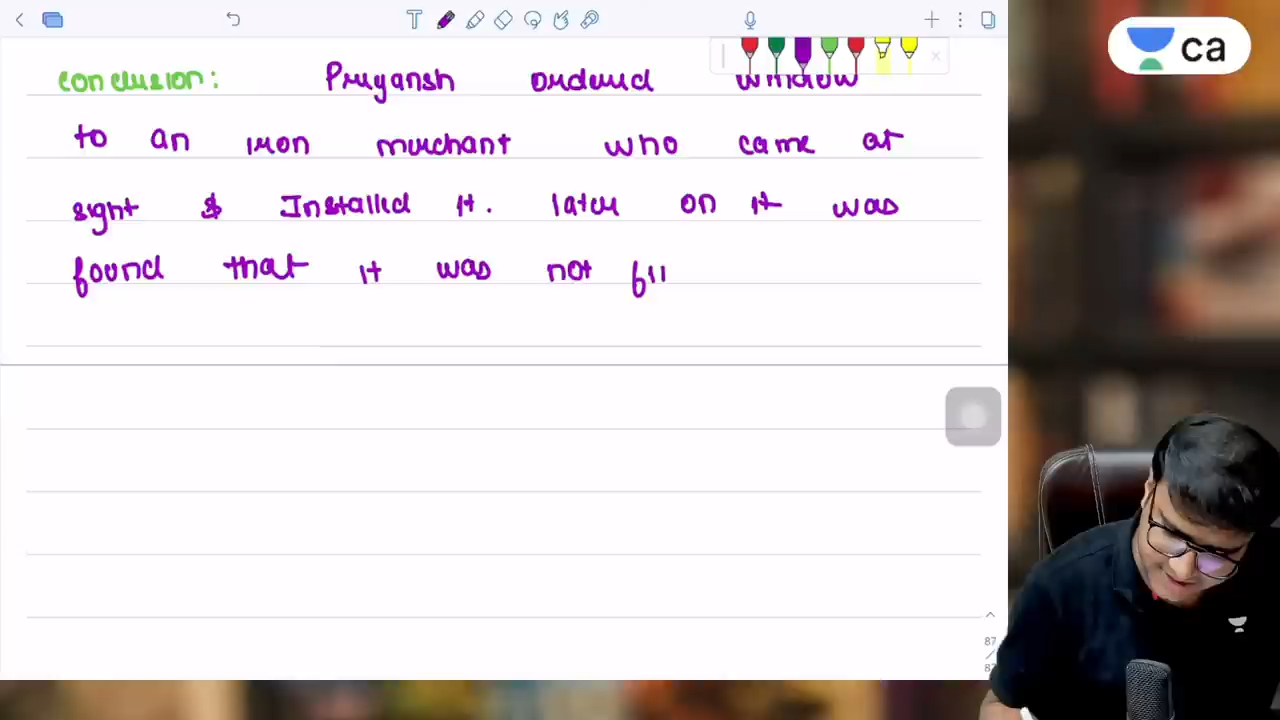 ca
Conclusion: Priyansh ordered window
to an iron merchant who came at
sight & Installed it. later on it was
found that it was not
87